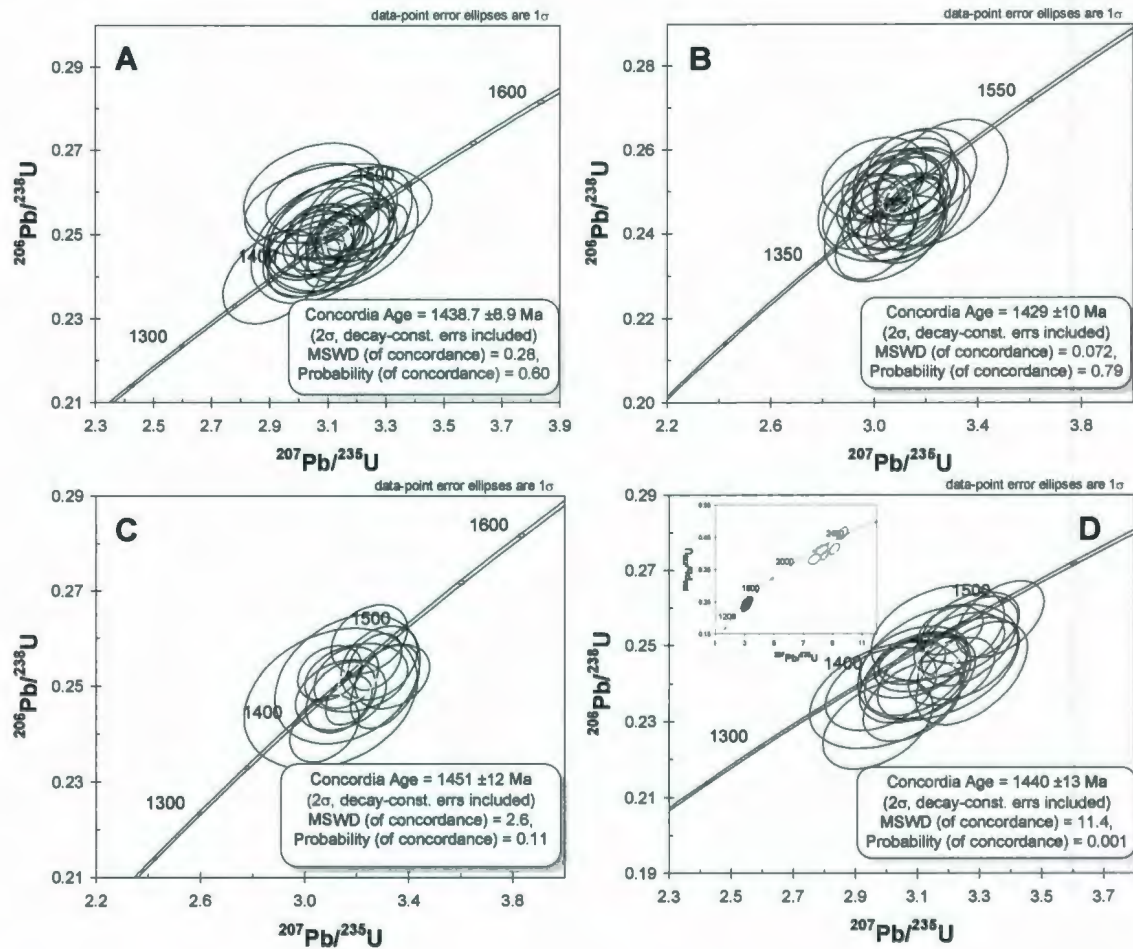 data-point error ellipses are 1σ
A
0.29
0.27
0.25
0.23
0.21
1600
1500
1400
1300
²⁰⁶Pb/²³⁸U
Concordia Age = 1438.7 ±8.9 Ma
(2σ, decay-const. errs included)
MSWD (of concordance) = 0.28,
Probability (of concordance) = 0.60
2.3 2.5 2.7 2.9 3.1 3.3 3.5 3.7 3.9
²⁰⁷Pb/²³⁵U
data-point error ellipses are 1σ
B
0.28
0.26
0.24
0.22
0.20
1550
1350
²⁰⁶Pb/²³⁸U
Concordia Age = 1429 ±10 Ma
(2σ, decay-const. errs included)
MSWD (of concordance) = 0.072,
Probability (of concordance) = 0.79
2.2 2.6 3.0 3.4 3.8
²⁰⁷Pb/²³⁵U
data-point error ellipses are 1σ
C
0.29
0.27
0.25
0.23
0.21
1600
1500
1400
1300
²⁰⁶Pb/²³⁸U
Concordia Age = 1451 ±12 Ma
(2σ, decay-const. errs included)
MSWD (of concordance) = 2.6,
Probability (of concordance) = 0.11
2.2 2.4 2.6 2.8 3.0 3.2 3.4 3.6 3.8
²⁰⁷Pb/²³⁵U
data-point error ellipses are 1σ
D
0.29
0.27
0.25
0.23
0.21
0.19
1500
1400
1300
²⁰⁶Pb/²³⁸U
2000
1200
²⁰⁷Pb/²³⁵U
Concordia Age = 1440 ±13 Ma
(2σ, decay-const. errs included)
MSWD (of concordance) = 11.4,
Probability (of concordance) = 0.001
2.3 2.5 2.7 2.9 3.1 3.3 3.5 3.7
²⁰⁷Pb/²³⁵U